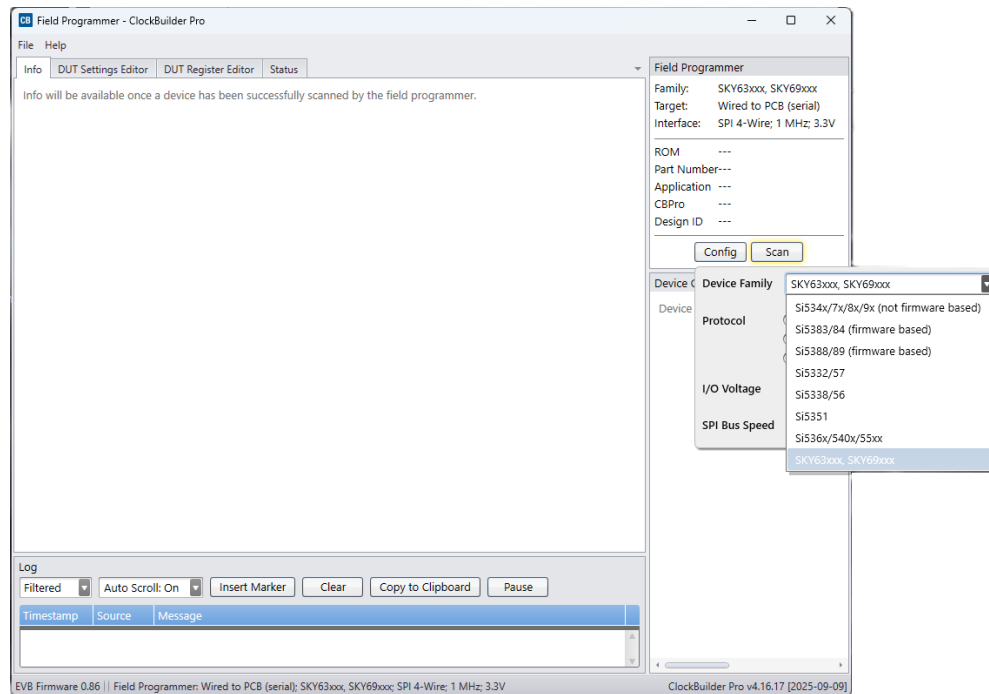 CB Field Programmer - ClockBuilder Pro
File Help
Info DUT Settings Editor DUT Register Editor Status
Info will be available once a device has been successfully scanned by the field programmer.
Field Programmer
Family: SKY63xxx, SKY69xxx
Target: Wired to PCB (serial)
Interface: SPI 4-Wire; 1 MHz; 3.3V
ROM ---
Part Number---
Application ---
CBPro ---
Design ID ---
Config Scan
Device
Device
Device Family SKY63xxx, SKY69xxx
Protocol
I/O Voltage
SPI Bus Speed
Si534x/7x/8x/9x (not firmware based)
Si5383/84 (firmware based)
Si5388/89 (firmware based)
Si5332/57
Si5338/56
Si5351
Si536x/540x/55xx
SKY63xxx, SKY69xxx
Log
Filtered Auto Scroll: On Insert Marker Clear Copy to Clipboard Pause
Timestamp Source Message
EVB Firmware 0.86 || Field Programmer: Wired to PCB (serial); SKY63xxx, SKY69xxx; SPI 4-Wire; 1 MHz; 3.3V ClockBuilder Pro v4.16.17 [2025-09-09]